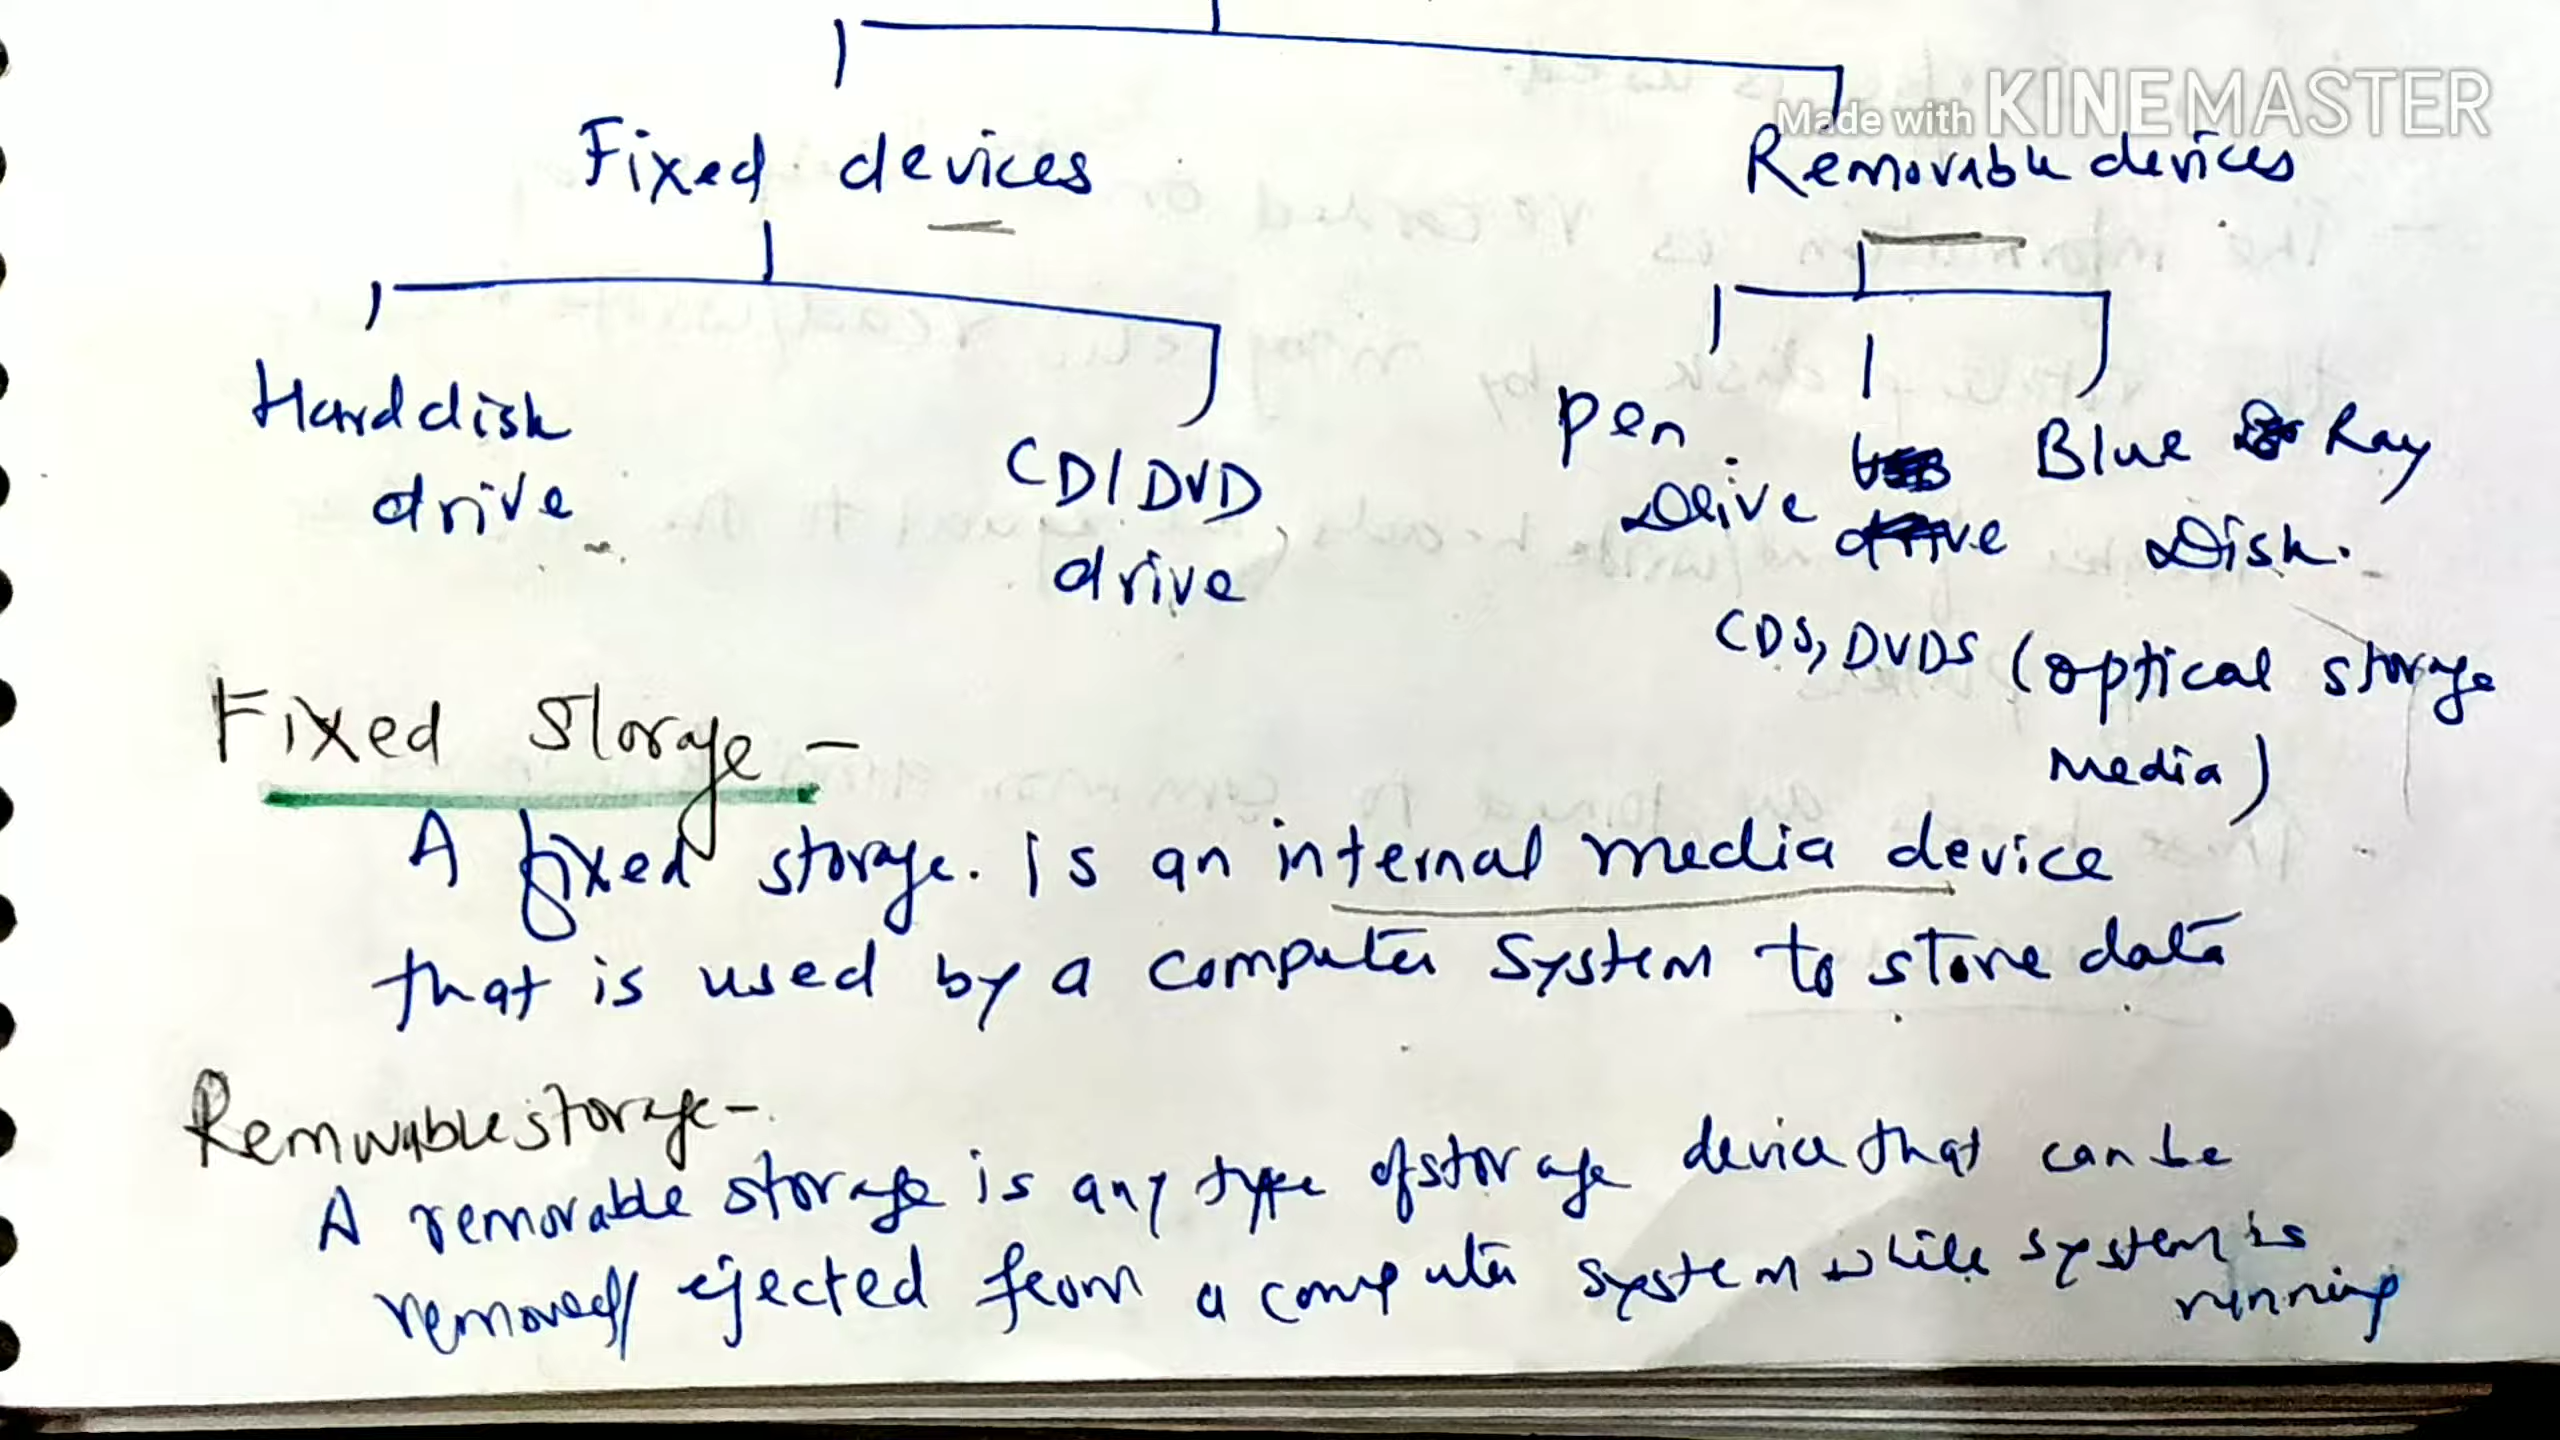 Made with KINEMASTER
Fixed devices
Removable devices
Harddisk
drive
CD/DVD
drive
Pen
Drive
drive
Blue Ray
Disk.
CDS, DVDS (optical storage
media)
Fixed Storage -
A fixed storage. is an internal media device
that is used by a computer system to store data
Removable storage -
A removable storage is any type of storage device that can be
removed/ ejected from a computer system while system is
running